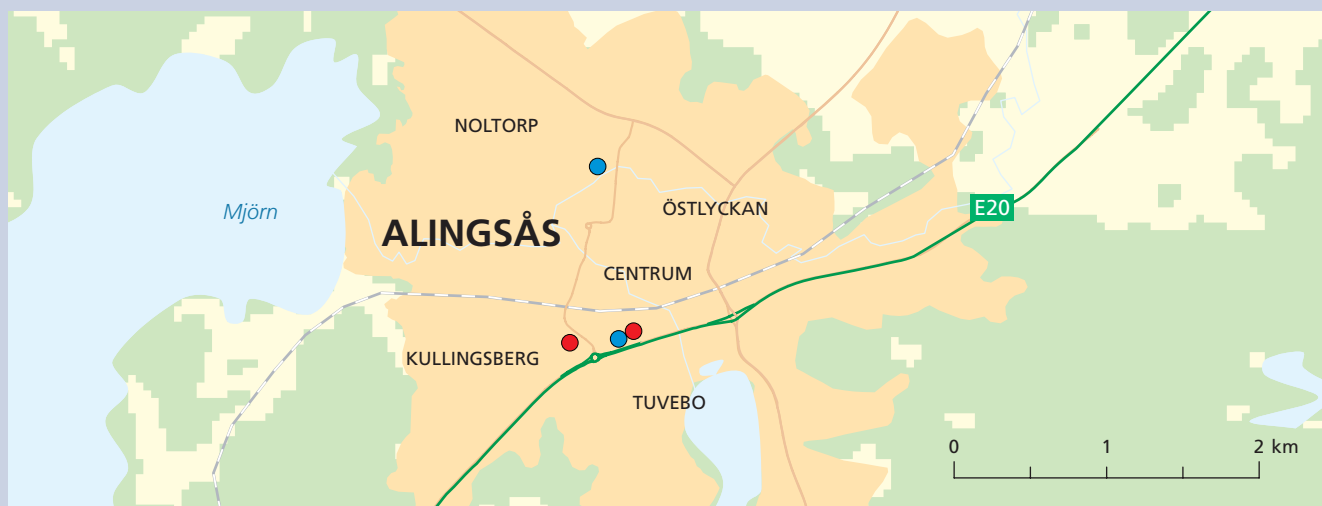 NOLTORP
Mjörn
ÖSTLYCKAN
E20
ALINGSÅS
CENTRUM
KULLINGSBERG
TUVEBO
0 1 2 km